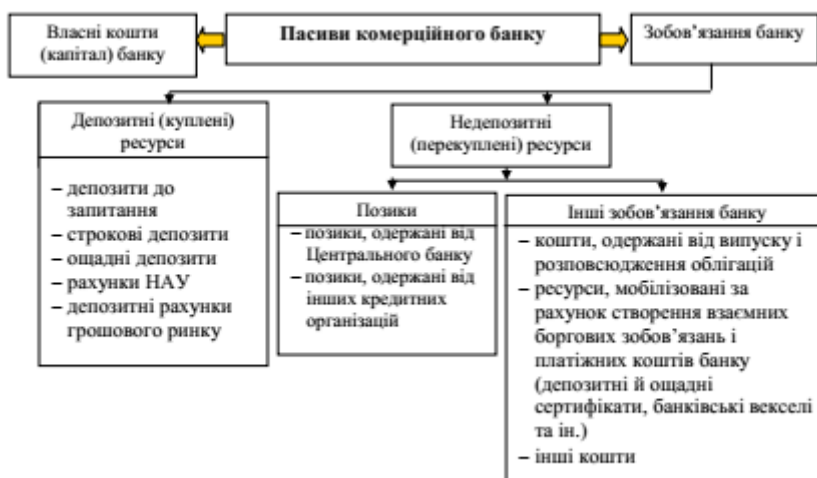 Власні кошти
(капітал) банку
Пасиви комерційного банку
Зобов’язання банку
Депозитні (куплені)
ресурси
– депозити до
запитання
– строкові депозити
– ощадні депозити
– рахунки НАУ
– депозитні рахунки
грошового ринку
Недепозитні
(перекуплені) ресурси
Позики
– позики, одержані від
Центрального банку
– позики, одержані від
інших кредитних
організацій
Інші зобов’язання банку
– кошти, одержані від випуску і
розповсюдження облігацій
– ресурси, мобілізовані за
рахунок створення взаємних
боргових зобов’язань і
платіжних коштів банку
(депозитні й ощадні
сертифікати, банківські векселі
та ін.)
– інші кошти